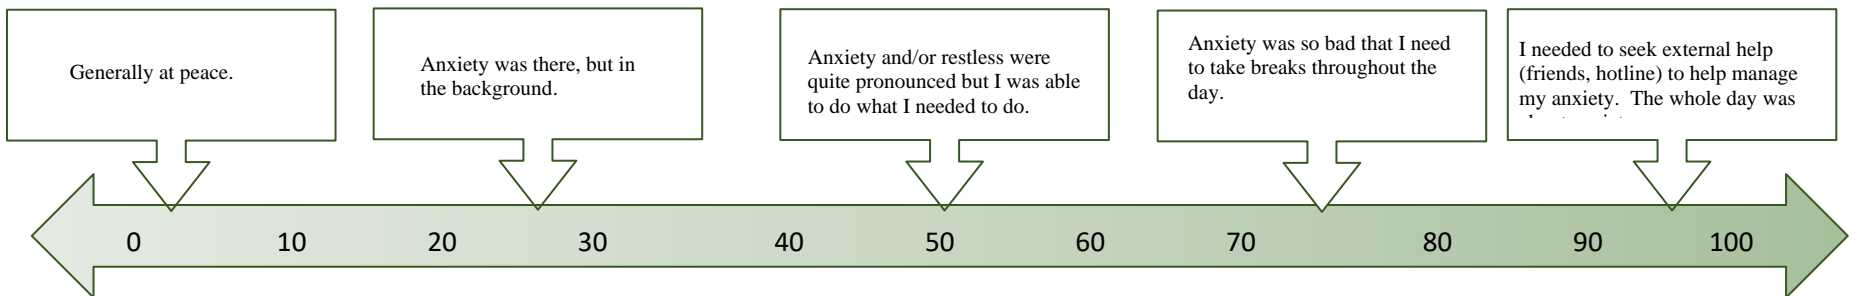 Generally at peace.
Anxiety was there, but in
the background.
Anxiety and/or restless were
quite pronounced but I was able
to do what I needed to do.
Anxiety was so bad that I need
to take breaks throughout the
day.
I needed to seek external help
(friends, hotline) to help manage
my anxiety.  The whole day was
0 10 20 30 40 50 60 70 80 90 100